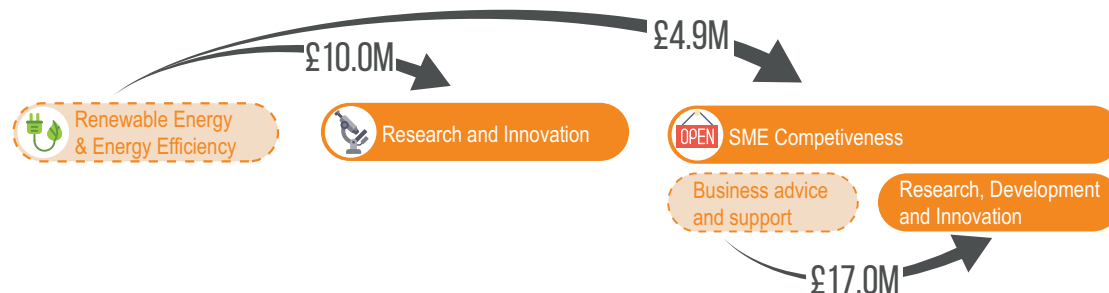 £10.0M
£4.9M
Renewable Energy
& Energy Efficiency
Research and Innovation
OPEN
SME Competiveness
Business advice
and support
Research, Development
and Innovation
£17.0M